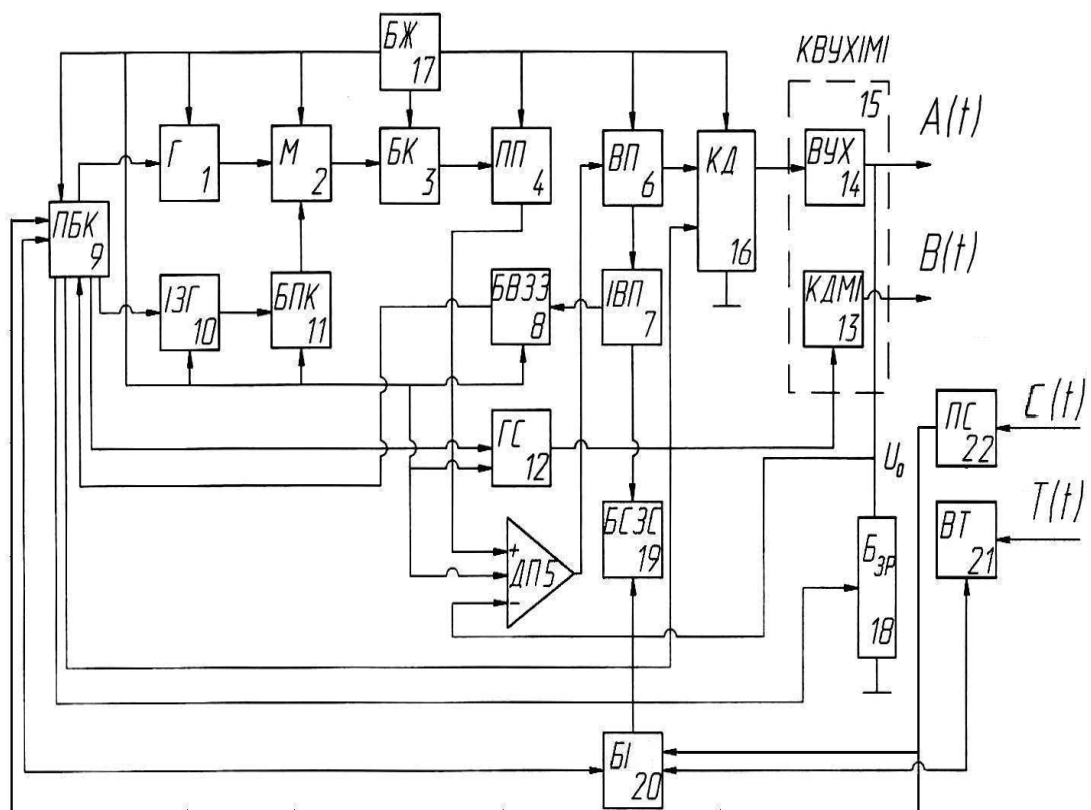 БЖ
17
КВУХІМІ
15
A(t)
Г
1
М
2
БК
3
ПП
4
ВП
6
КД
16
ВУХ
14
ПБК
9
B(t)
ІЗГ
10
БПК
11
БВЗЗ
8
ІВП
7
КДМІ
13
ГС
12
ПС
22
C(t)
U₀
БСЗС
19
+
ДП5
−
Б_ЗР
18
ВТ
21
T(t)
БІ
20